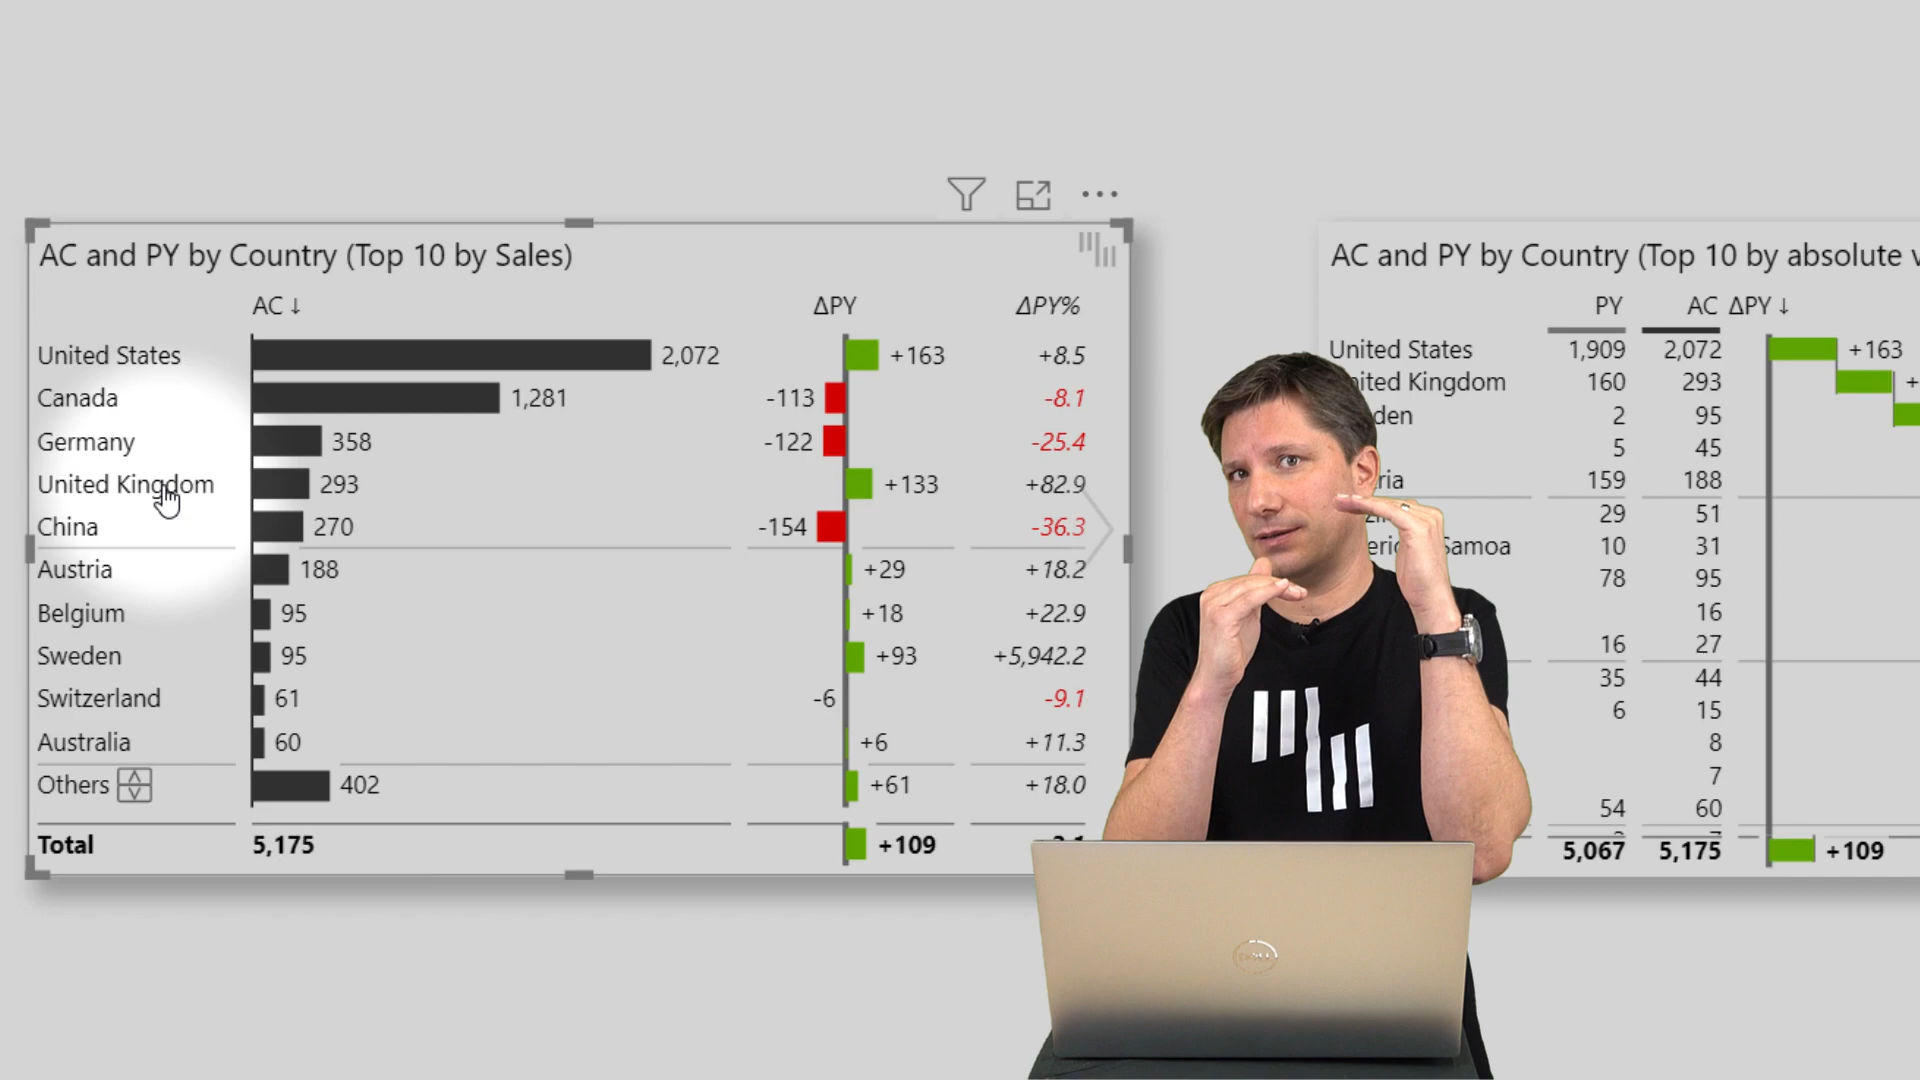 AC and PY by Country (Top 10 by Sales)
AC ↓ ΔPY ΔPY%
United States 2,072 +163 +8.5
Canada 1,281 -113 -8.1
Germany 358 -122 -25.4
United Kingdom 293 +133 +82.9
China 270 -154 -36.3
Austria 188 +29 +18.2
Belgium 95 +18 +22.9
Sweden 95 +93 +5,942.2
Switzerland 61 -6 -9.1
Australia 60 +6 +11.3
Others 402 +61 +18.0
Total 5,175 +109
AC and PY by Country (Top 10 by absolute v
PY AC ΔPY ↓
United States 1,909 2,072 +163
ited Kingdom 160 293 +
den 2 95
5 45
ria 159 188
29 51
Samoa 10 31
78 95
16
16 27
35 44
6 15
8
7
54 60
5,067 5,175 +109
DELL